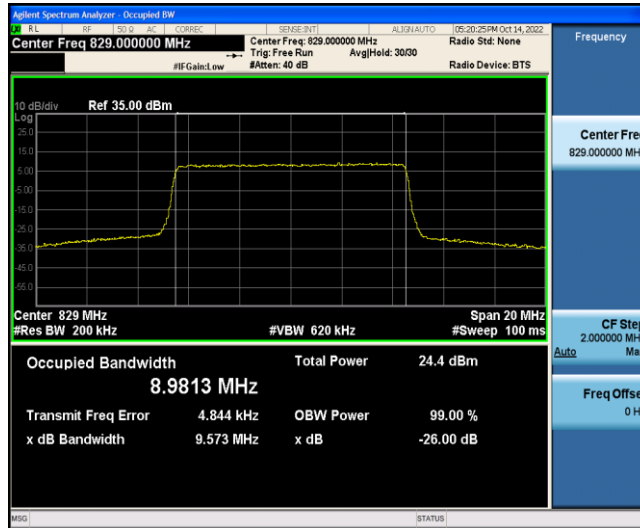 Agilent Spectrum Analyzer - Occupied BW
RL RF 50 Ω AC CORREC SENSE:INT ALIGNAUTO 05:20:25PM Oct 14, 2022
Center Freq 829.000000 MHz
Center Freq: 829.000000 MHz Radio Std: None
Trig: Free Run Avg|Hold: 30/30
#IFGain:Low #Atten: 40 dB Radio Device: BTS
Frequency
10 dB/div Ref 35.00 dBm
Log
25.0
15.0
5.00
-5.00
-15.0
-25.0
-35.0
-45.0
-55.0
Center 829 MHz Span 20 MHz
#Res BW 200 kHz #VBW 620 kHz #Sweep 100 ms
Occupied Bandwidth Total Power 24.4 dBm
8.9813 MHz
Transmit Freq Error 4.844 kHz OBW Power 99.00 %
x dB Bandwidth 9.573 MHz x dB -26.00 dB
Center Fre
829.000000 MH
CF Ste
2.000000 MH
Auto Ma
Freq Offse
0 H
MSG STATUS